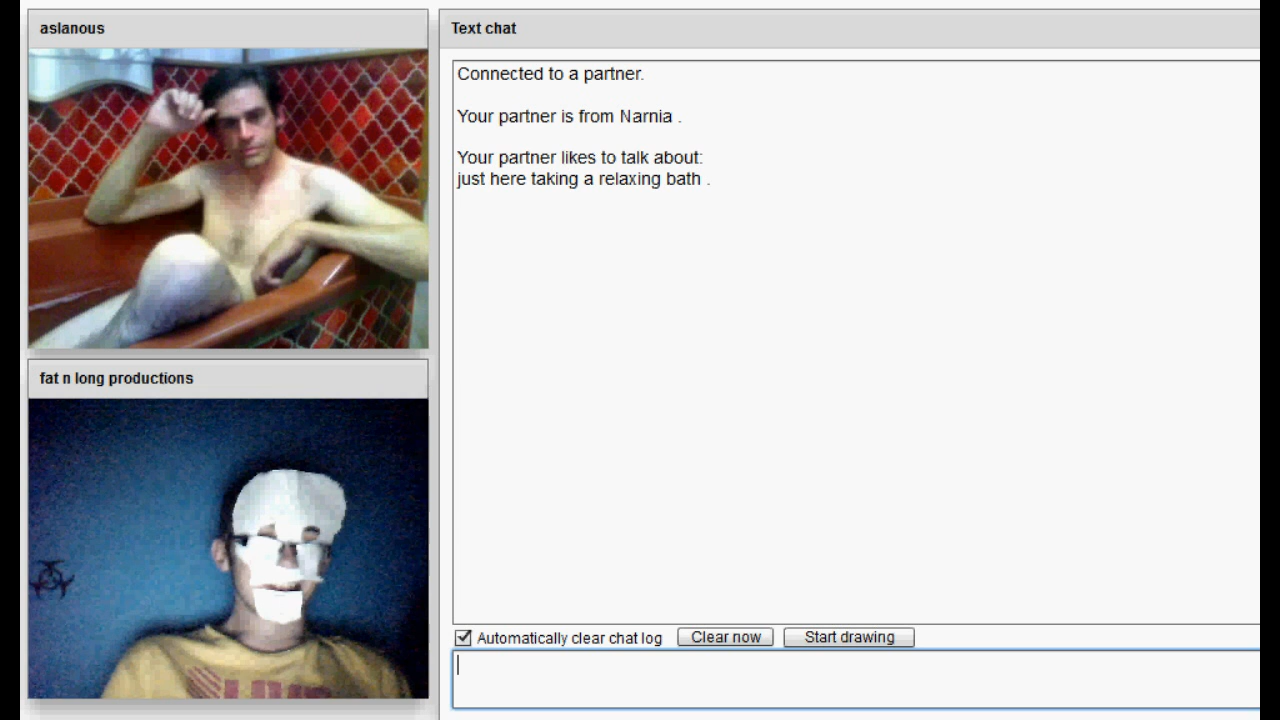 aslanous
Text chat
Connected to a partner.
Your partner is from Narnia .
Your partner likes to talk about:
just here taking a relaxing bath .
fat n long productions
Automatically clear chat log
Clear now
Start drawing